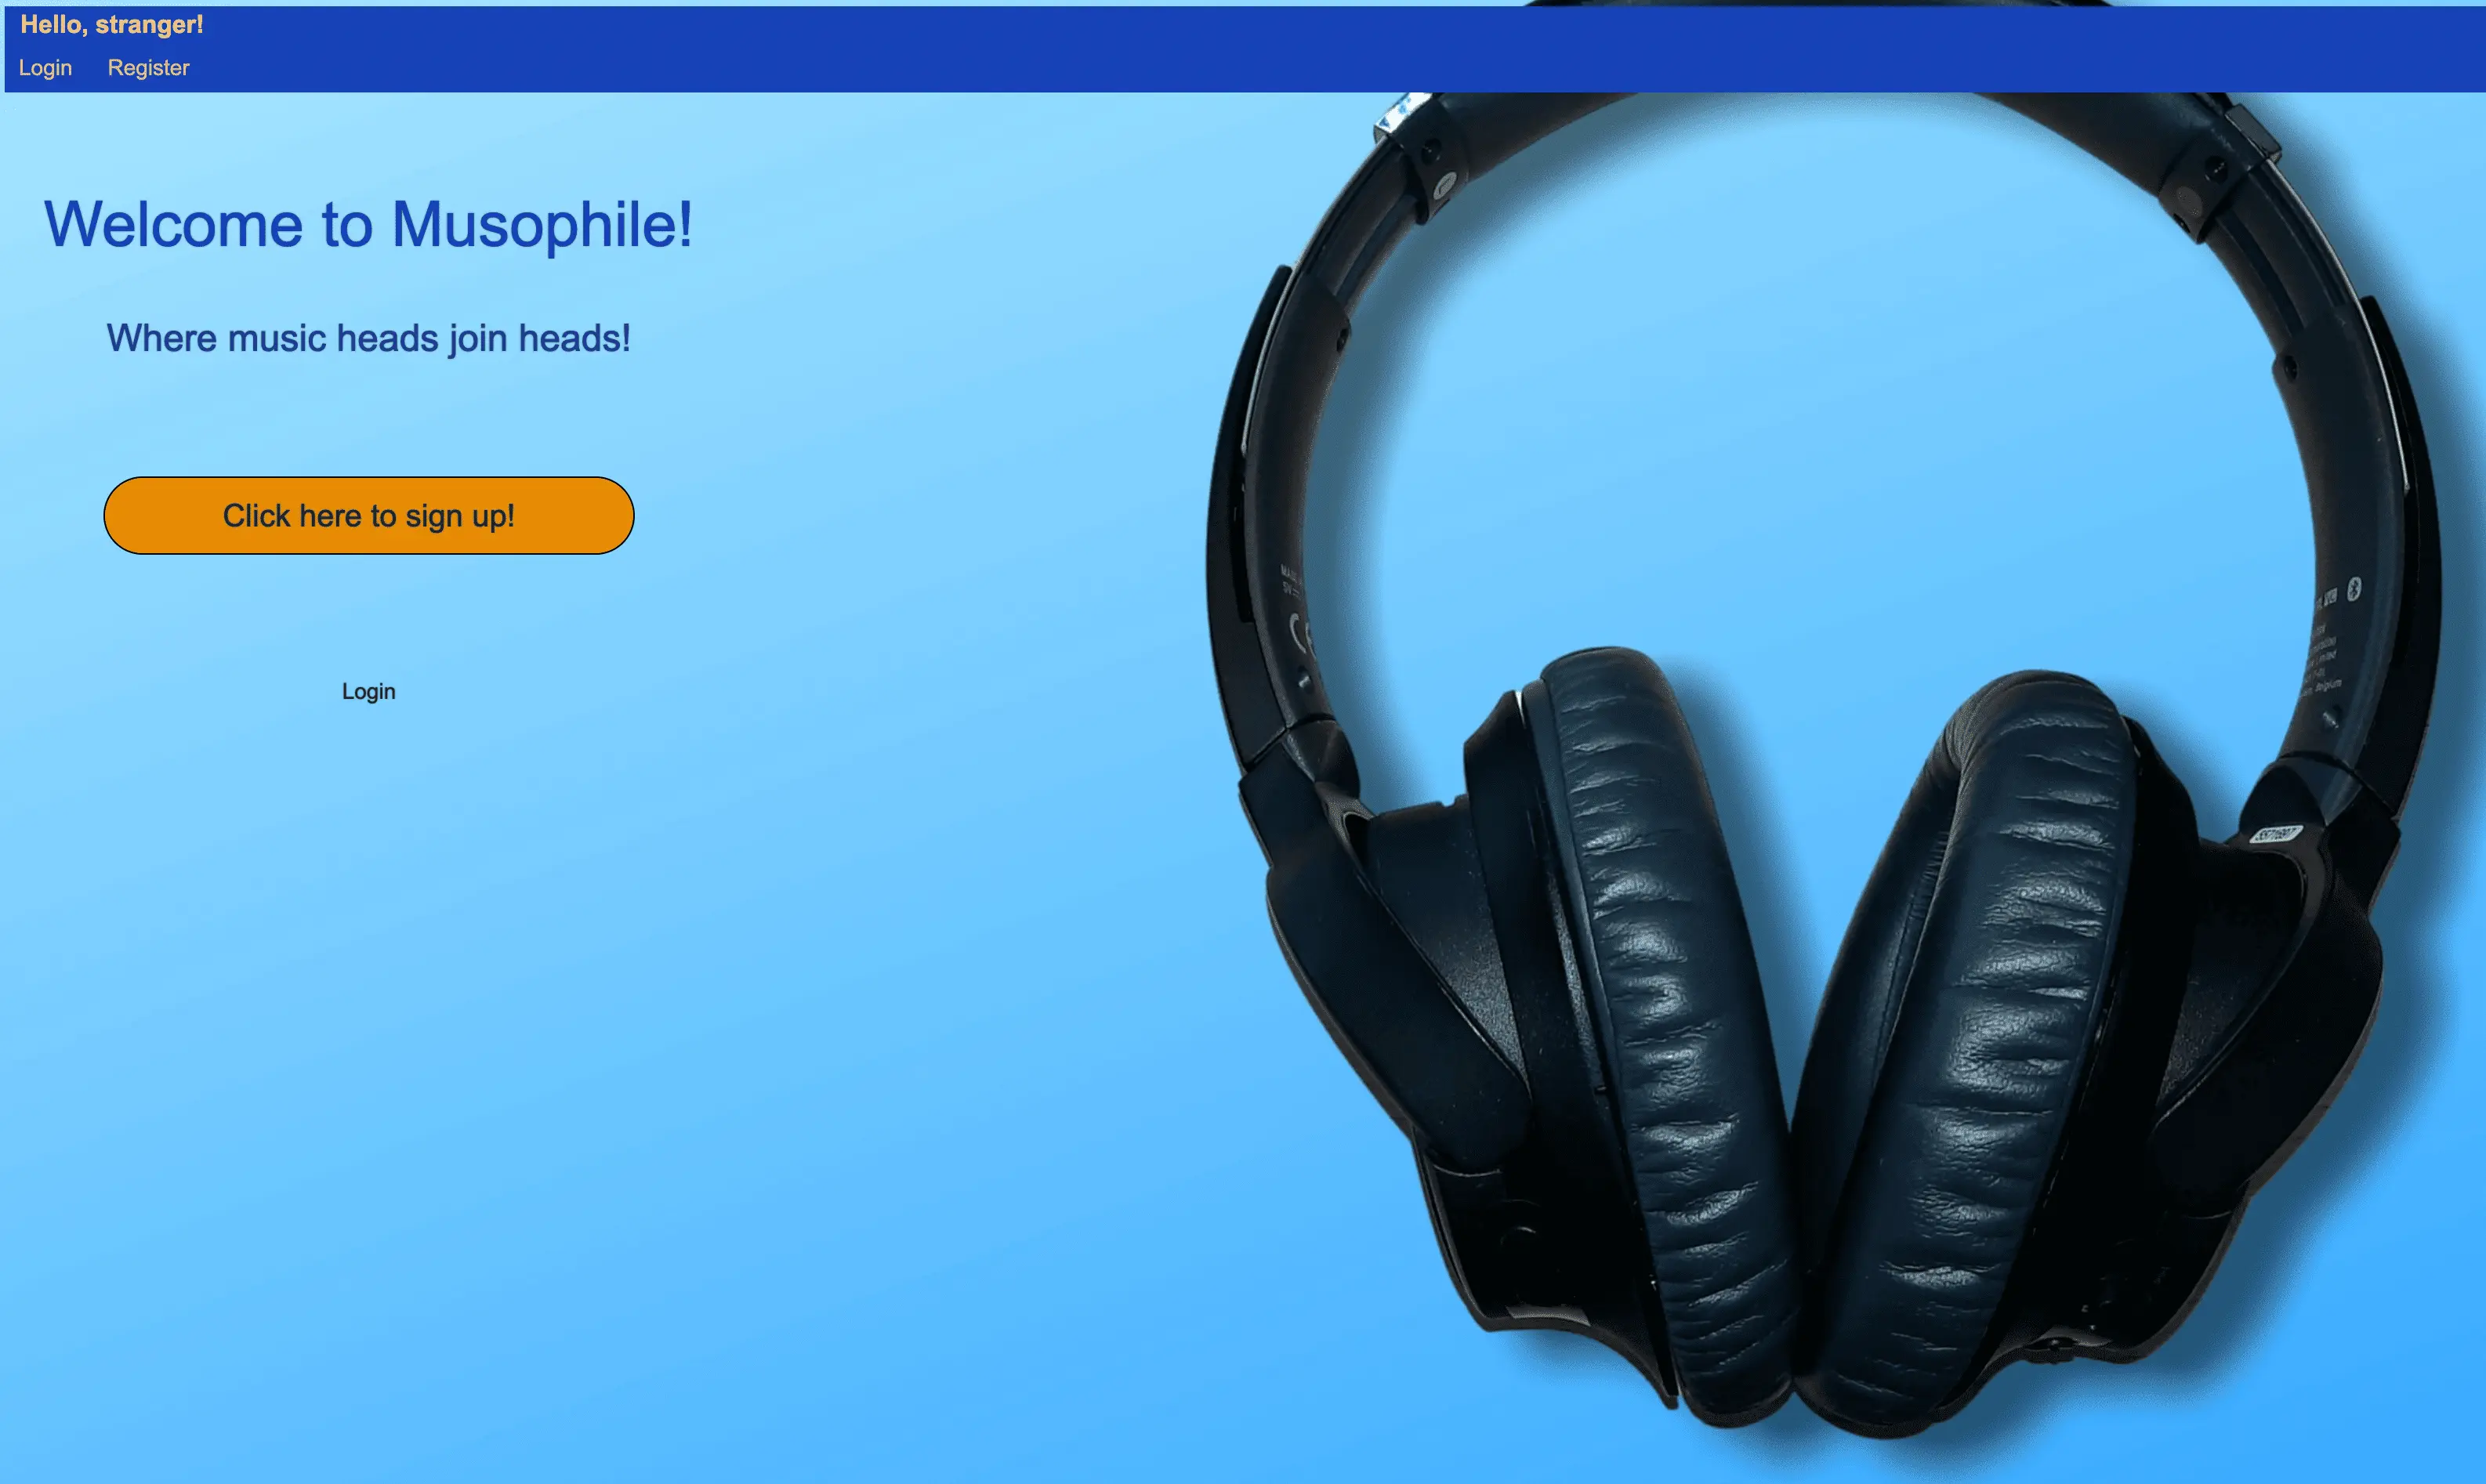 Hello, stranger!
Login Register
Welcome to Musophile!
Where music heads join heads!
Click here to sign up!
Login